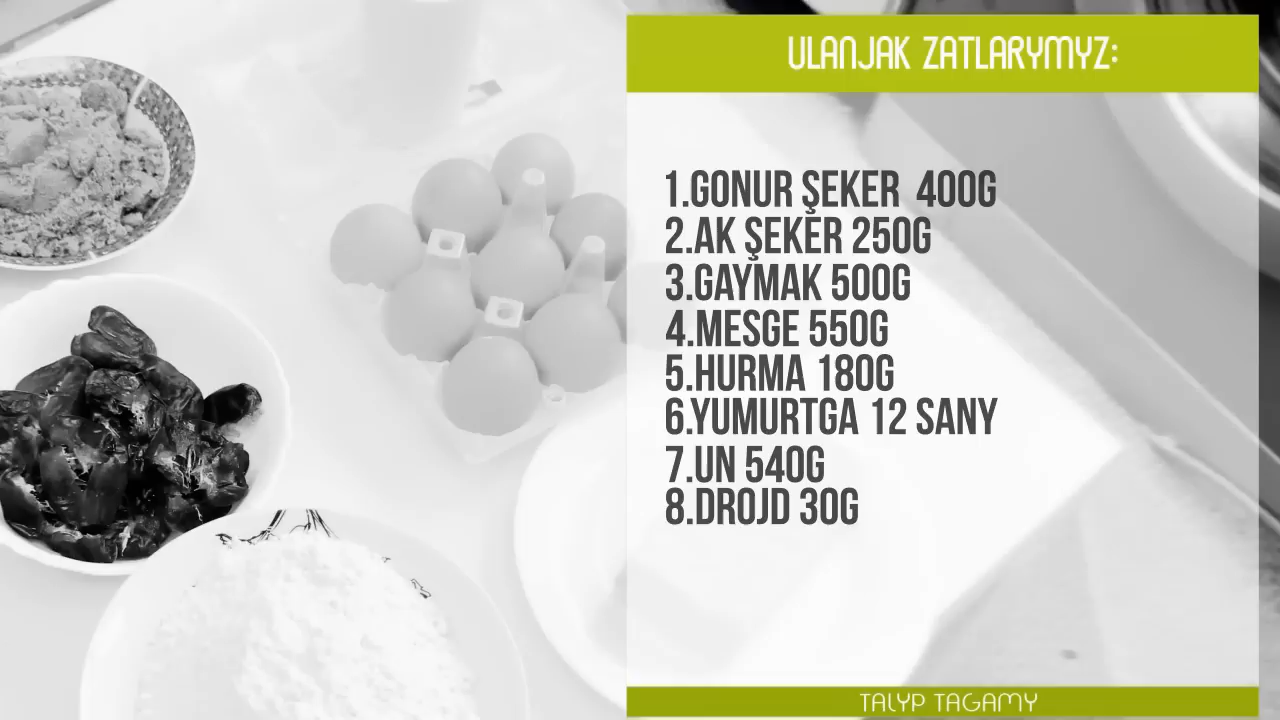 ULANJAK ZATLARYMYZ:
1.GONUR ŞEKER 400G
2.AK ŞEKER 250G
3.GAYMAK 500G
4.MESGE 550G
5.HURMA 180G
6.YUMURTGA 12 SANY
7.UN 540G
8.DROJD 30G
TALYP TAGAMY